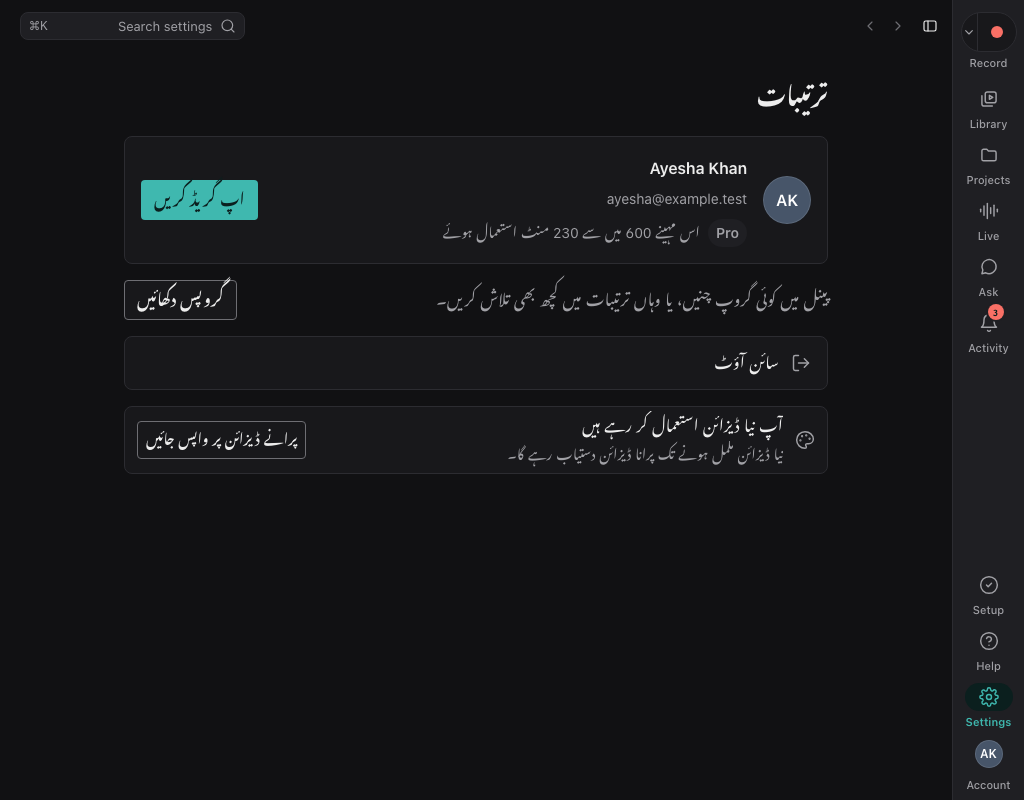 ⌘K
Search settings
ترتیبات
Ayesha Khan
AK
ayesha@example.test
Pro
اس مہینے 600 میں سے 230 منٹ استعمال ہوئے
اپ گریڈ کریں
پینل میں کوئی گروپ چنیں، یا وہاں ترتیبات میں کچھ بھی تلاش کریں۔
گروپس دکھائیں
سائن آؤٹ
آپ نیا ڈیزائن استعمال کر رہے ہیں
نیا ڈیزائن مکمل ہونے تک پرانا ڈیزائن دستیاب رہے گا۔
پرانے ڈیزائن پر واپس جائیں
Record
Library
Projects
Live
Ask
3
Activity
Setup
Help
Settings
AK
Account